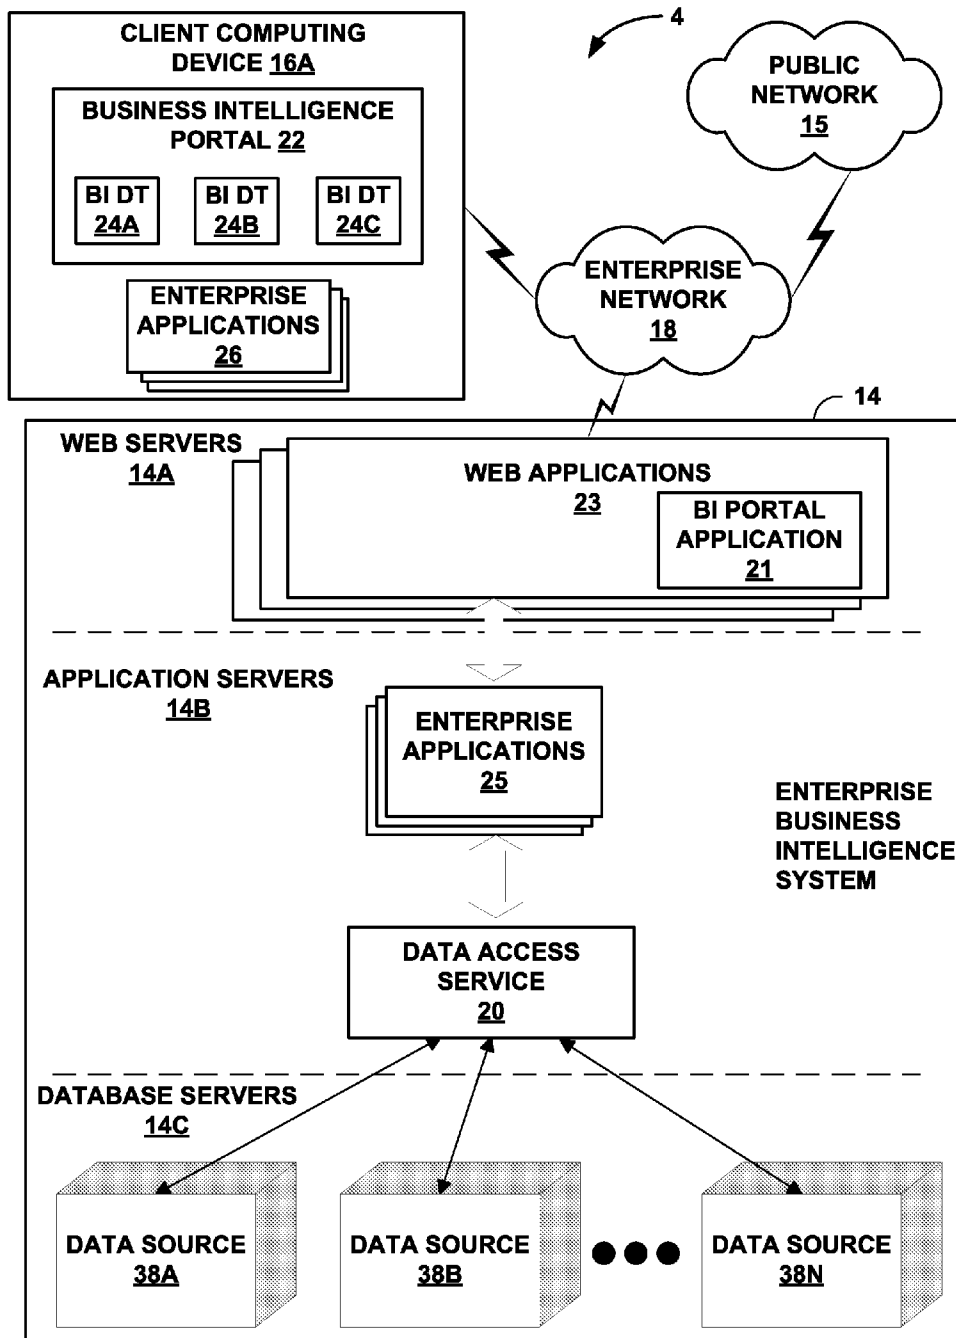 4
CLIENT COMPUTING
DEVICE 16A
BUSINESS INTELLIGENCE
PORTAL 22
BI DT
24A
BI DT
24B
BI DT
24C
ENTERPRISE
APPLICATIONS
26
PUBLIC
NETWORK
15
ENTERPRISE
NETWORK
18
14
WEB SERVERS
14A
WEB APPLICATIONS
23
BI PORTAL
APPLICATION
21
APPLICATION SERVERS
14B
ENTERPRISE
APPLICATIONS
25
ENTERPRISE
BUSINESS
INTELLIGENCE
SYSTEM
DATA ACCESS
SERVICE
20
DATABASE SERVERS
14C
DATA SOURCE
38A
DATA SOURCE
38B
DATA SOURCE
38N